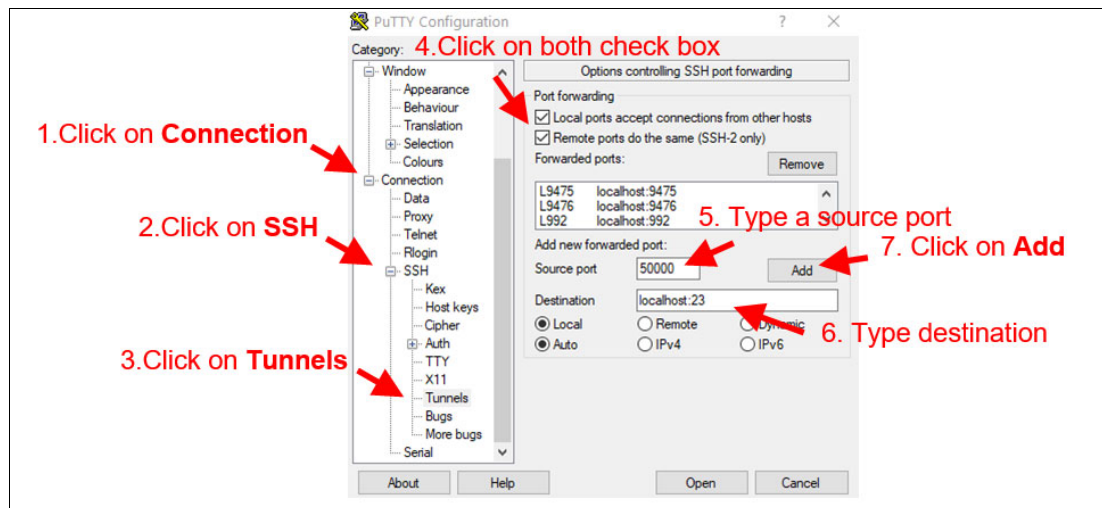 PuTTY Configuration
?
Category:
4.Click on both check box
Window
Appearance
Behaviour
Translation
Selection
Colours
Connection
Data
Proxy
Telnet
Rlogin
SSH
Kex
Host keys
Cipher
Auth
TTY
X11
Tunnels
Bugs
More bugs
Serial
1.Click on Connection
2.Click on SSH
3.Click on Tunnels
Options controlling SSH port forwarding
Port forwarding
Local ports accept connections from other hosts
Remote ports do the same (SSH-2 only)
Forwarded ports:
Remove
L9475 localhost:9475
L9476 localhost:9476
L992 localhost:992
5. Type a source port
Add new forwarded port:
7. Click on Add
Source port 50000 Add
Destination localhost:23
Local Remote Dynamic
6. Type destination
Auto IPv4 IPv6
About Help Open Cancel